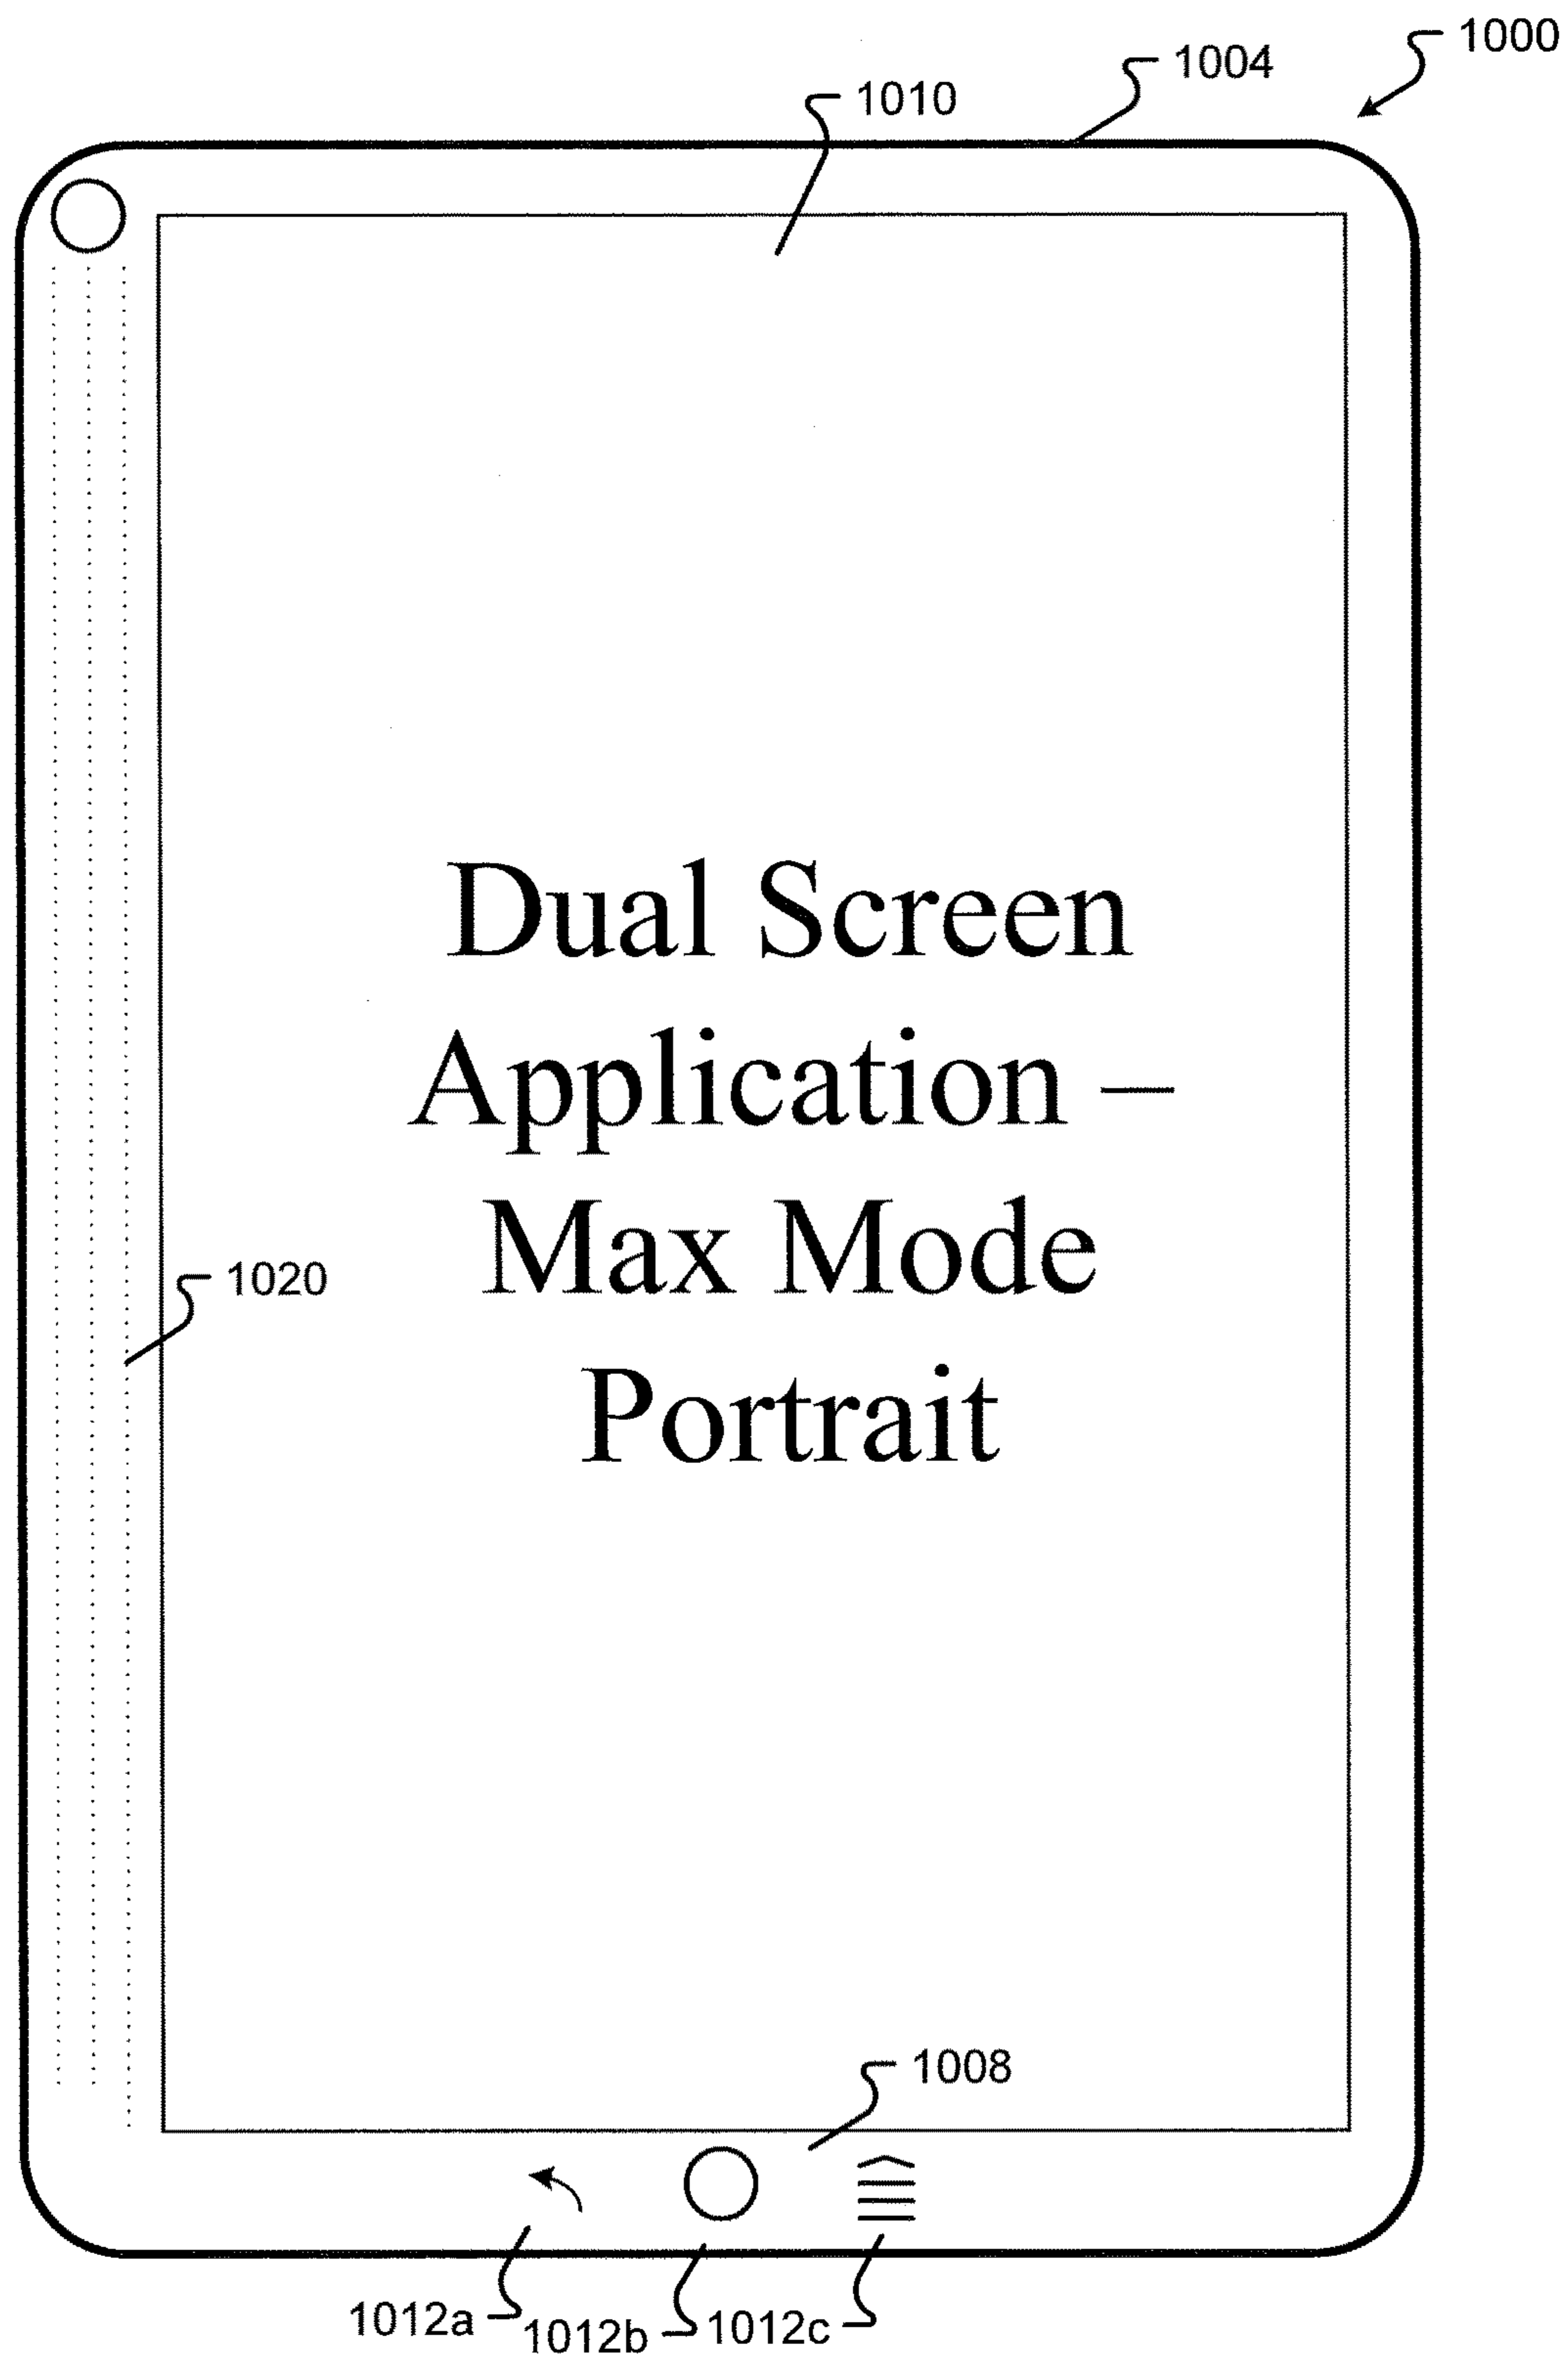 1000
1004
1010
Dual Screen
Application –
Max Mode
Portrait
1020
1008
1012a
1012b
1012c